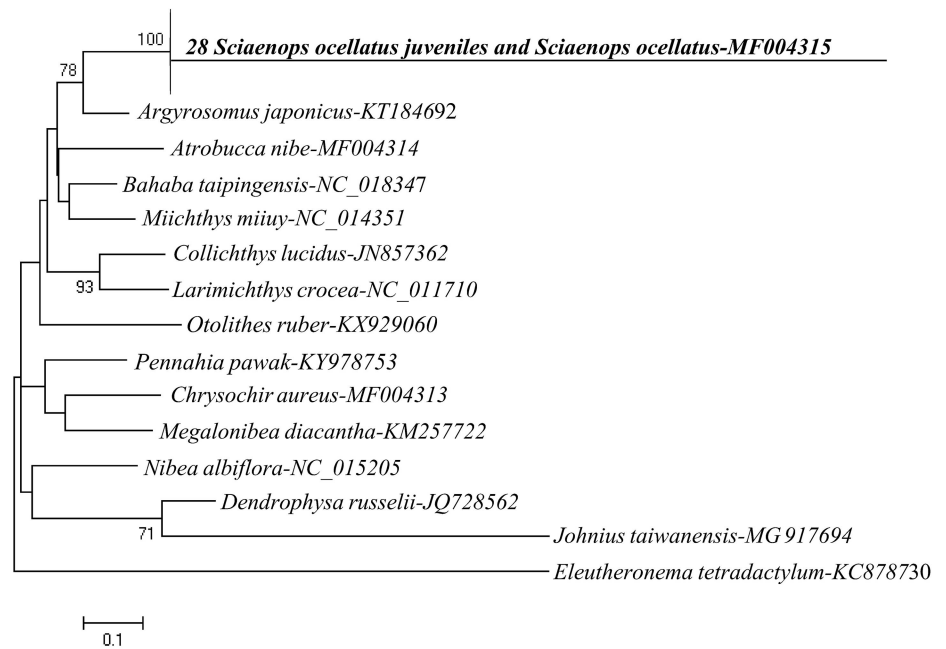 100
28 Sciaenops ocellatus juveniles and Sciaenops ocellatus-MF004315
78
Argyrosomus japonicus-KT184692
Atrobucca nibe-MF004314
Bahaba taipingensis-NC_018347
Miichthys miiuy-NC_014351
Collichthys lucidus-JN857362
93
Larimichthys crocea-NC_011710
Otolithes ruber-KX929060
Pennahia pawak-KY978753
Chrysochir aureus-MF004313
Megalonibea diacantha-KM257722
Nibea albiflora-NC_015205
Dendrophysa russelii-JQ728562
71
Johnius taiwanensis-MG 917694
Eleutheronema tetradactylum-KC878730
0.1